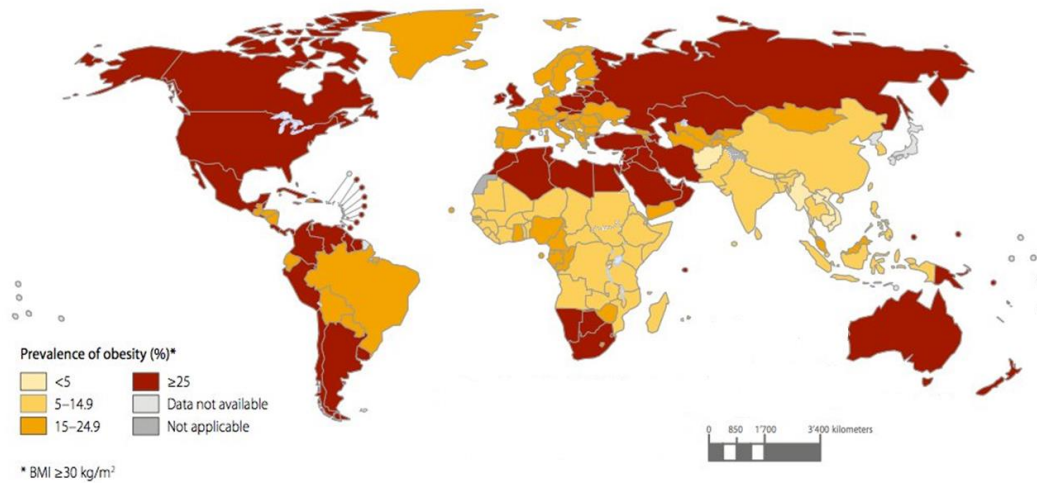 Prevalence of obesity (%)*
<5
≥25
5–14.9
Data not available
15–24.9
Not applicable
* BMI ≥30 kg/m²
0 850 1'700 3'400 kilometers